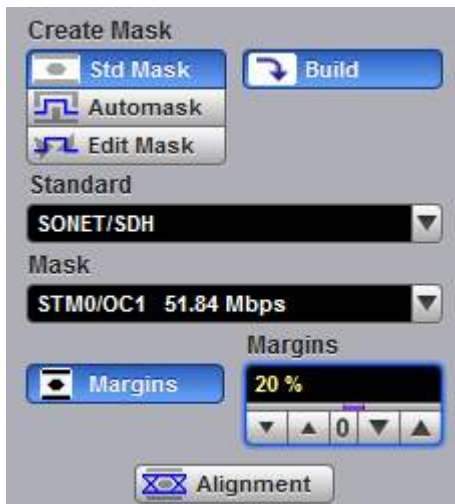 Create Mask
Std Mask
Build
Automask
Edit Mask
Standard
SONET/SDH
Mask
STM0/OC1 51.84 Mbps
Margins
Margins
20 %
0
Alignment